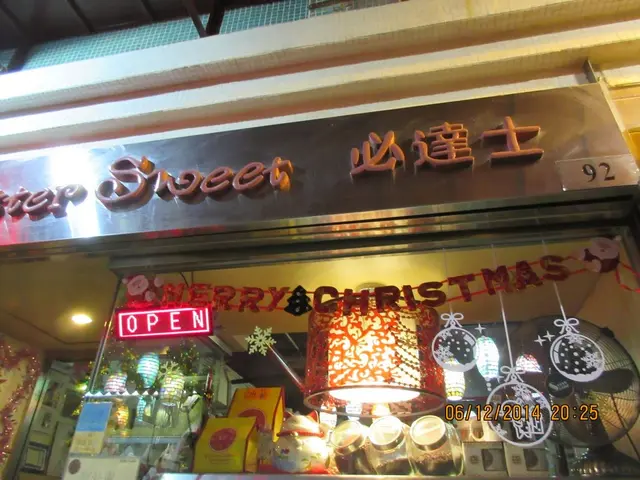 Sweet 必達士
92
MERRY CHRISTMAS
OPEN
06/12/2014 20:25